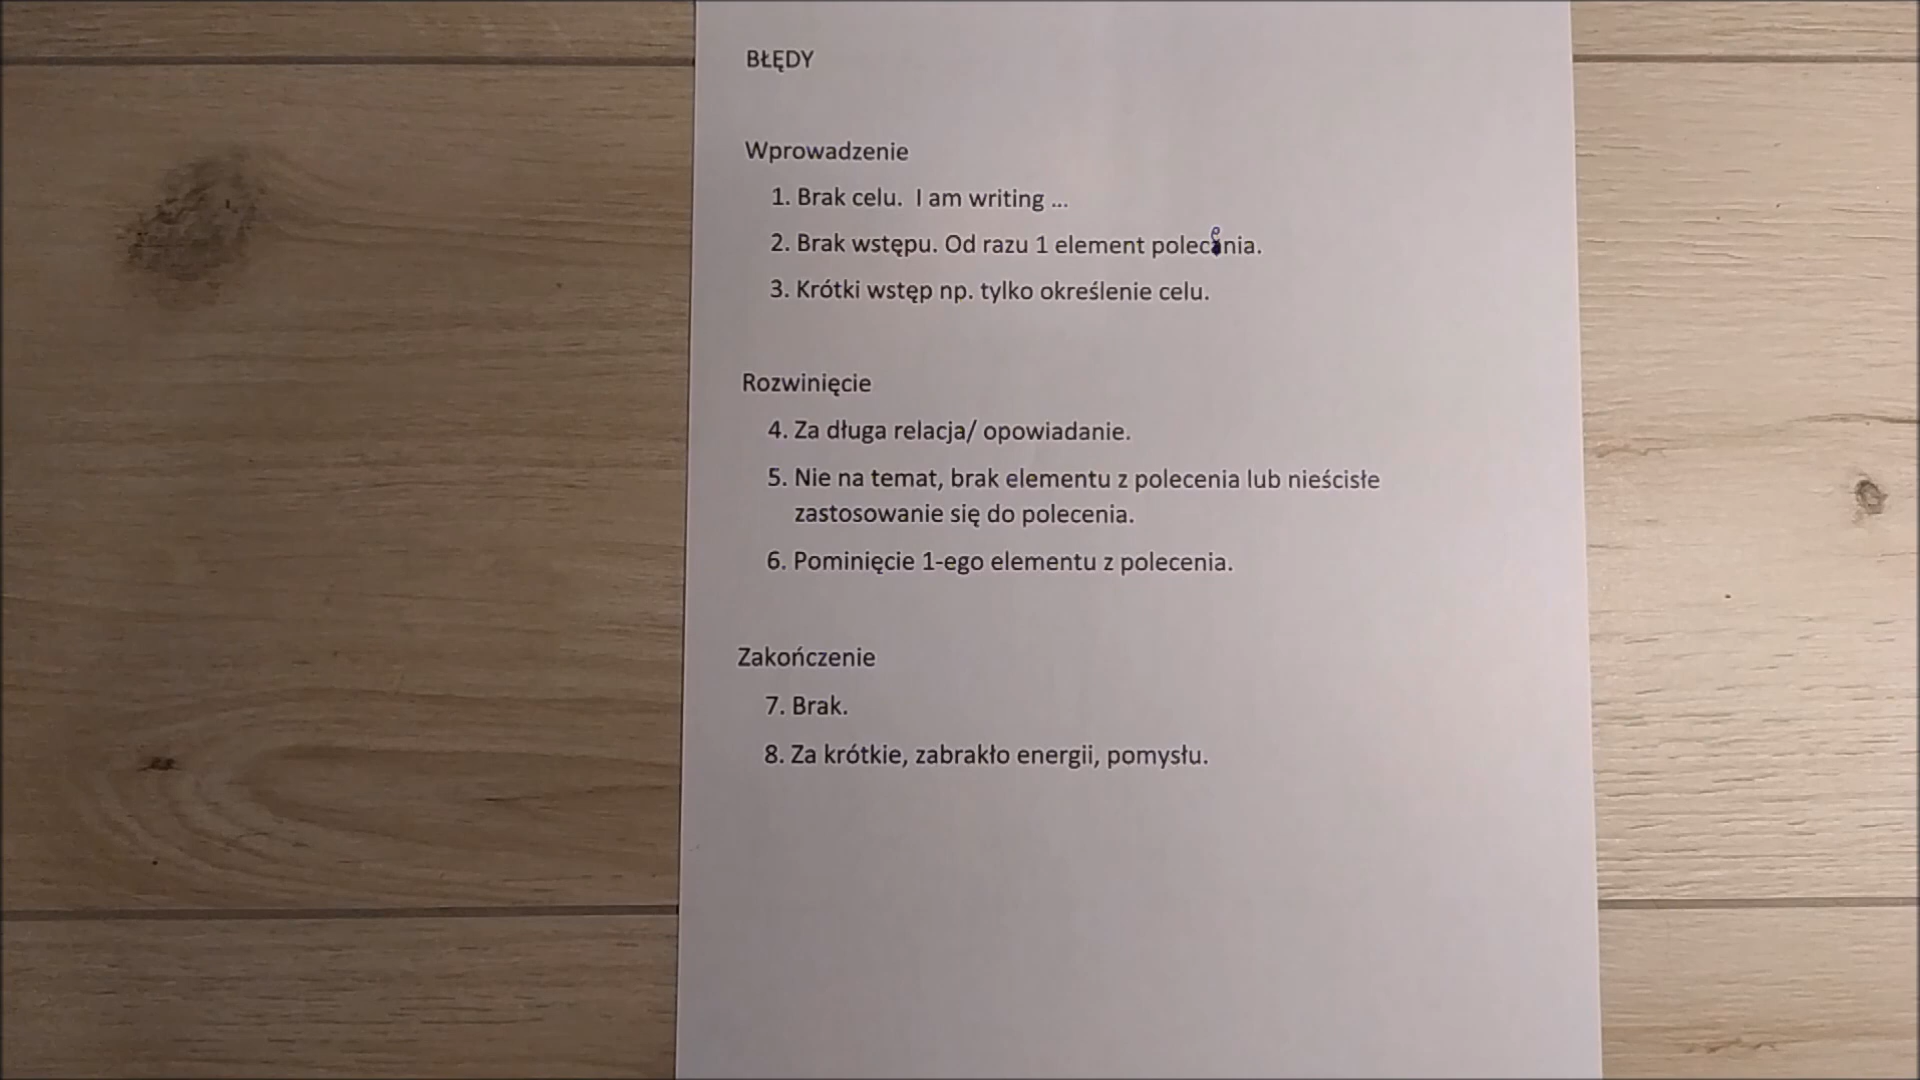 BŁĘDY
Wprowadzenie
1. Brak celu. I am writing ...
2. Brak wstępu. Od razu 1 element polecenia.
3. Krótki wstęp np. tylko określenie celu.
Rozwinięcie
4. Za długa relacja/ opowiadanie.
5. Nie na temat, brak elementu z polecenia lub nieścisłe
zastosowanie się do polecenia.
6. Pominięcie 1-ego elementu z polecenia.
Zakończenie
7. Brak.
8. Za krótkie, zabrakło energii, pomysłu.